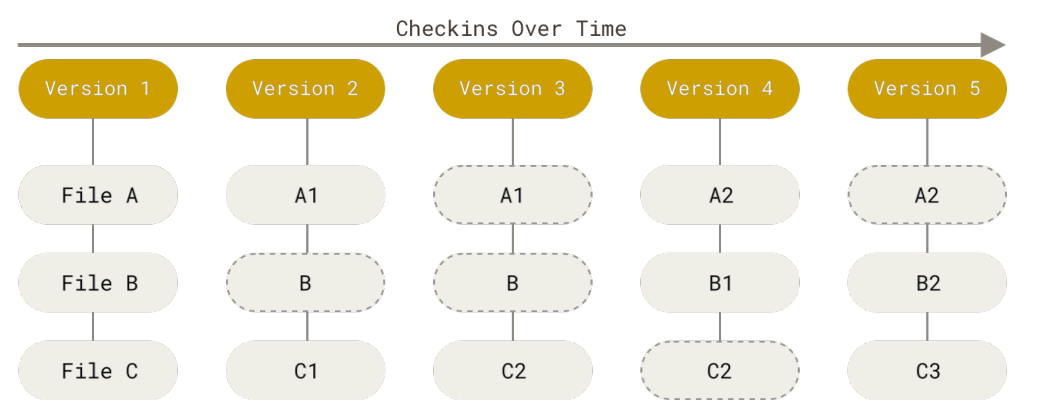 Checkins Over Time
Version 1 Version 2 Version 3 Version 4 Version 5
File A A1 A1 A2 A2
File B B B B1 B2
File C C1 C2 C2 C3